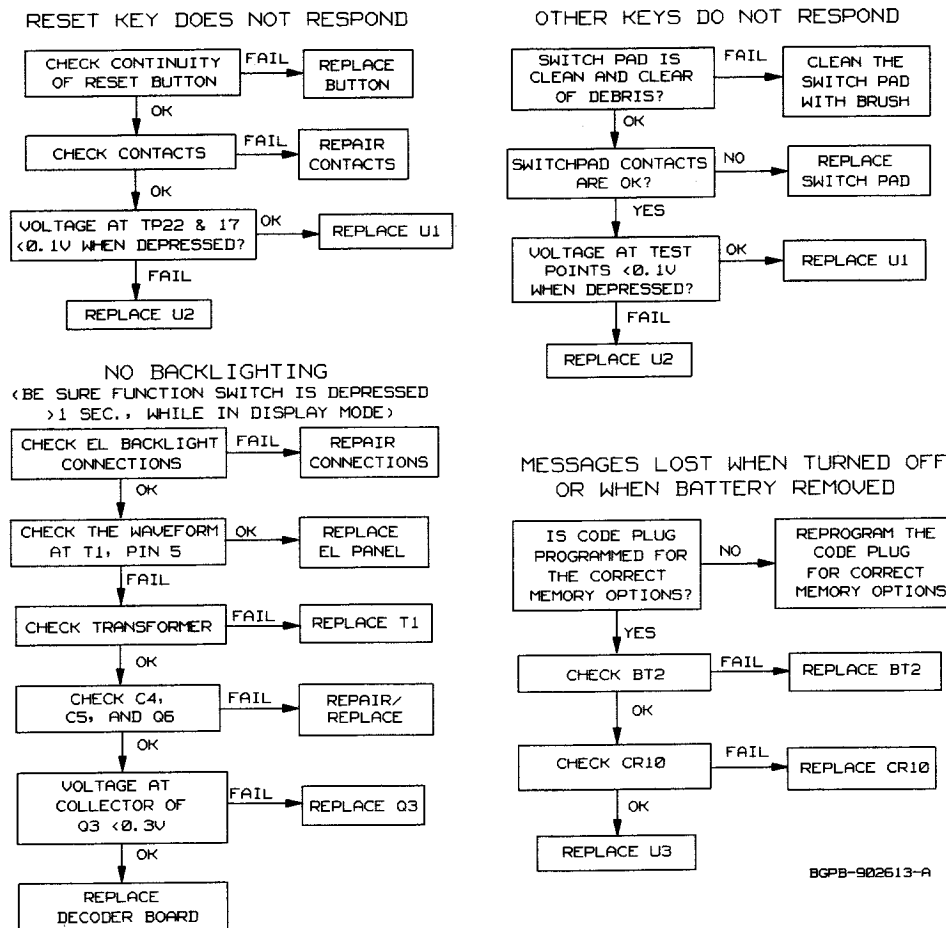 RESET KEY DOES NOT RESPOND
CHECK CONTINUITY
OF RESET BUTTON
FAIL
REPLACE
BUTTON
OK
CHECK CONTACTS
FAIL
REPAIR
CONTACTS
OK
VOLTAGE AT TP22 & 17
<0.1V WHEN DEPRESSED?
OK
REPLACE U1
FAIL
REPLACE U2
OTHER KEYS DO NOT RESPOND
SWITCH PAD IS
CLEAN AND CLEAR
OF DEBRIS?
FAIL
CLEAN THE
SWITCH PAD
WITH BRUSH
OK
SWITCHPAD CONTACTS
ARE OK?
NO
REPLACE
SWITCH PAD
YES
VOLTAGE AT TEST
POINTS <0.1V
WHEN DEPRESSED?
OK
REPLACE U1
FAIL
REPLACE U2
NO BACKLIGHTING
<BE SURE FUNCTION SWITCH IS DEPRESSED
>1 SEC., WHILE IN DISPLAY MODE>
CHECK EL BACKLIGHT
CONNECTIONS
FAIL
REPAIR
CONNECTIONS
OK
CHECK THE WAVEFORM
AT T1, PIN 5
OK
REPLACE
EL PANEL
FAIL
CHECK TRANSFORMER
FAIL
REPLACE T1
OK
CHECK C4,
C5, AND Q6
FAIL
REPAIR/
REPLACE
OK
VOLTAGE AT
COLLECTOR OF
Q3 <0.3V
FAIL
REPLACE Q3
OK
REPLACE
DECODER BOARD
MESSAGES LOST WHEN TURNED OFF
OR WHEN BATTERY REMOVED
IS CODE PLUG
PROGRAMMED FOR
THE CORRECT
MEMORY OPTIONS?
NO
REPROGRAM THE
CODE PLUG
FOR CORRECT
MEMORY OPTIONS
YES
CHECK BT2
FAIL
REPLACE BT2
OK
CHECK CR10
FAIL
REPLACE CR10
OK
REPLACE U3
BGPB-902613-A